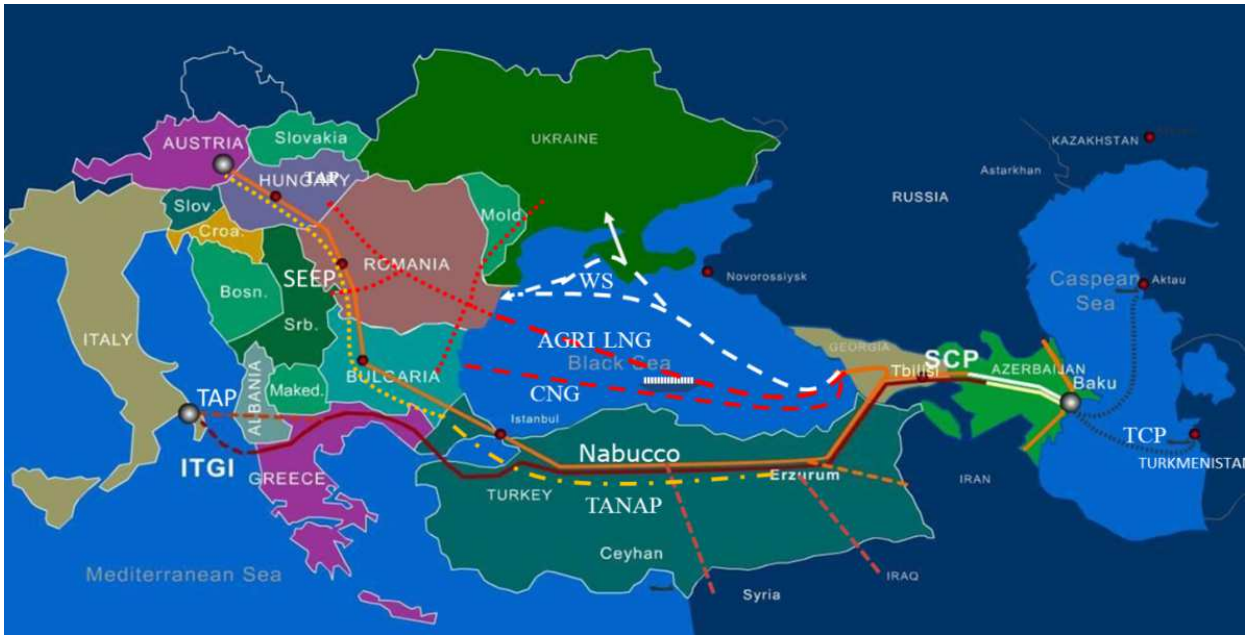 AUSTRIA
Slovakia
UKRAINE
KAZAKHSTAN
Astarkhan
HUNGARY
TAP
RUSSIA
Slov.
Mold
Croa.
SEEP
ROMANIA
WS
Novorossiysk
Caspean
Sea
Aktau
Bosn.
Srb.
ITALY
AGRI LNG
Black Sea
GEORGIA
SCP
AZERBAIJAN
Tbilisi
BULGARIA
CNG
Baku
Maked.
ALBANIA
TAP
Istanbul
TCP
TURKMENISTAN
ITGI
Nabucco
GREECE
Erzurum
IRAN
TURKEY
TANAP
Ceyhan
Mediterranean Sea
IRAQ
Syria